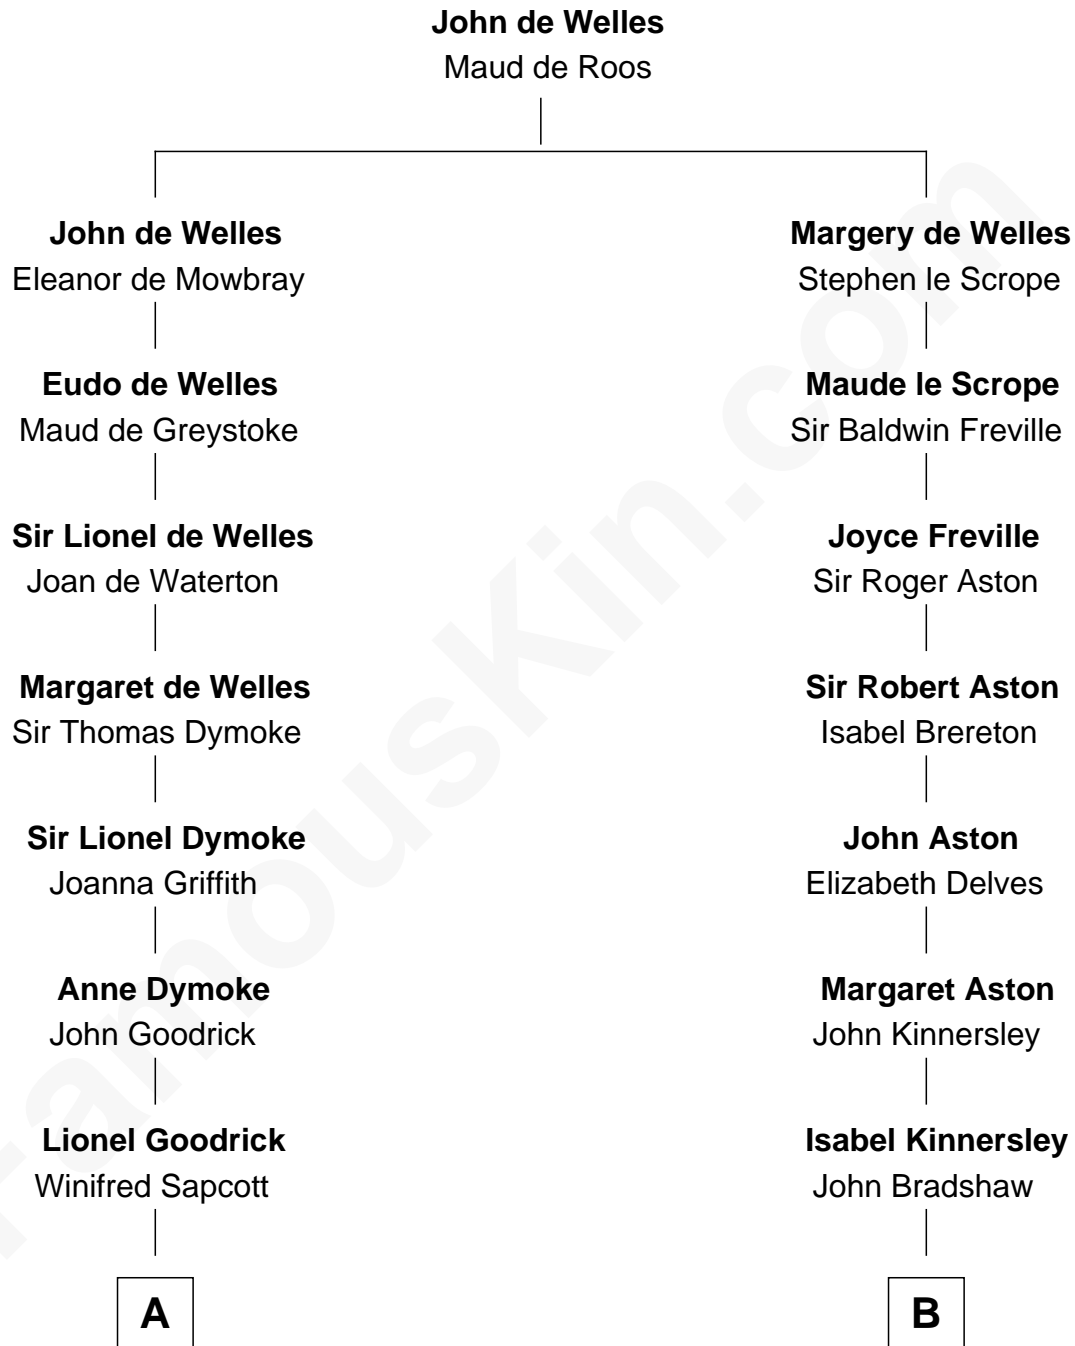 John de Welles
Maud de Roos
John de Welles
Eleanor de Mowbray
Eudo de Welles
Maud de Greystoke
Sir Lionel de Welles
Joan de Waterton
Margaret de Welles
Sir Thomas Dymoke
Sir Lionel Dymoke
Joanna Griffith
Anne Dymoke
John Goodrick
Lionel Goodrick
Winifred Sapcott
A
Margery de Welles
Stephen le Scrope
Maude le Scrope
Sir Baldwin Freville
Joyce Freville
Sir Roger Aston
Sir Robert Aston
Isabel Brereton
John Aston
Elizabeth Delves
Margaret Aston
John Kinnersley
Isabel Kinnersley
John Bradshaw
B
FamousKin.com